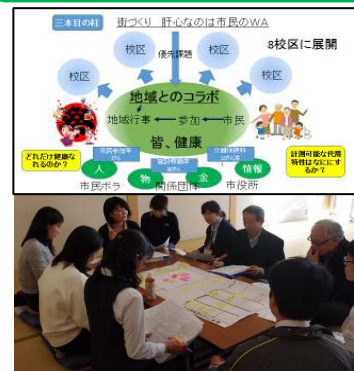 三本目の柱
街づくり 肝心なのは市民のWA
校区
優先課題
校区
8校区に展開
校区
校区
地域とのコラボ
地域行事 参加 市民
皆、健康
どれだけ健康なれるのか?
市民参加率
人
物
金
情報
計測可能な代用特性はなににするか?
市民ボラ
関係団体
市役所